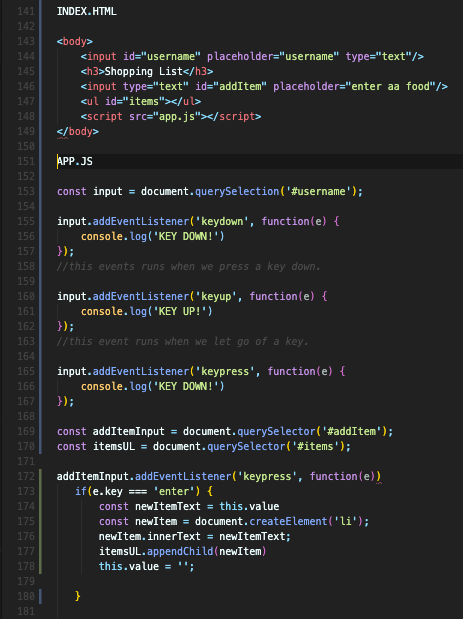 141 INDEX.HTML
142
143 <body>
144 <input id="username" placeholder="username" type="text"/>
145 <h3>Shopping List</h3>
146 <input type="text" id="addItem" placeholder="enter aa food"/>
147 <ul id="items"></ul>
148 <script src="app.js"></script>
149 </body>
150
151 APP.JS
152
153 const input = document.querySelection('#username');
154
155 input.addEventListener('keydown', function(e) {
156 console.log('KEY DOWN!')
157 });
158 //this events runs when we press a key down.
159
160 input.addEventListener('keyup', function(e) {
161 console.log('KEY UP!')
162 });
163 //this event runs when we let go of a key.
164
165 input.addEventListener('keypress', function(e) {
166 console.log('KEY DOWN!')
167 });
168
169 const addItemInput = document.querySelector('#addItem');
170 const itemsUL = document.querySelector('#items');
171
172 addItemInput.addEventListener('keypress', function(e))
173 if(e.key === 'enter') {
174 const newItemText = this.value
175 const newItem = document.createElement('li');
176 newItem.innerText = newItemText;
177 itemsUL.appendChild(newItem)
178 this.value = '';
179
180 }
181